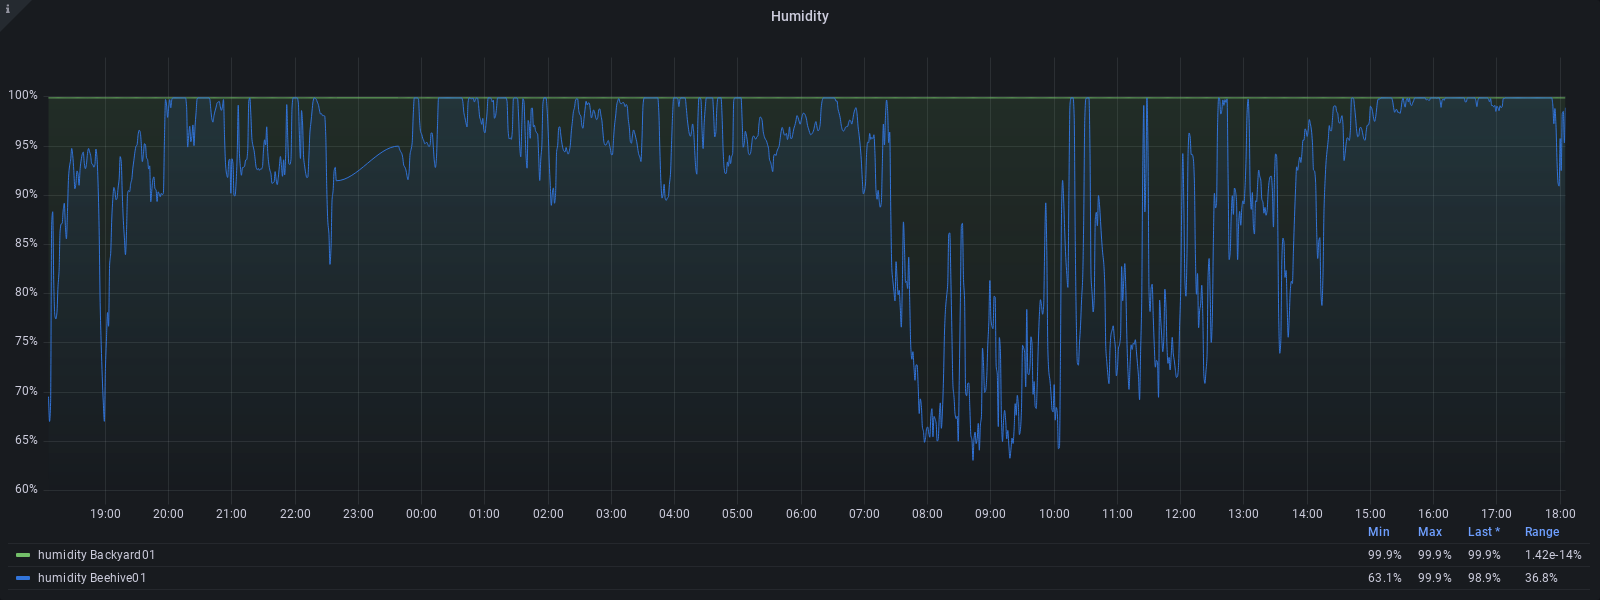 i
Humidity
100%
95%
90%
85%
80%
75%
70%
65%
60%
19:00 20:00 21:00 22:00 23:00 00:00 01:00 02:00 03:00 04:00 05:00 06:00 07:00 08:00 09:00 10:00 11:00 12:00 13:00 14:00 15:00 16:00 17:00 18:00
Min Max Last * Range
humidity Backyard01 99.9% 99.9% 99.9% 1.42e-14%
humidity Beehive01 63.1% 99.9% 98.9% 36.8%